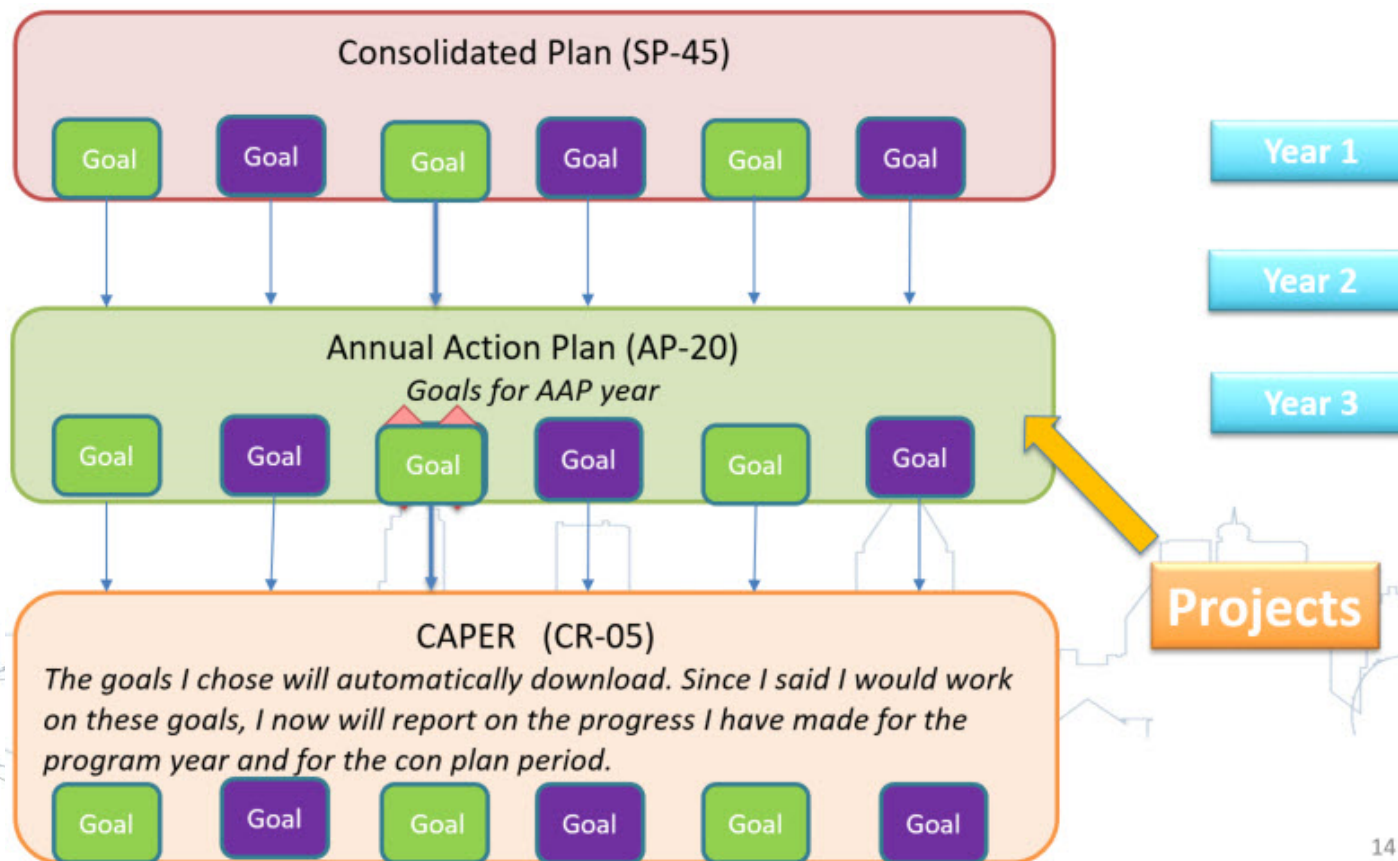 Consolidated Plan (SP-45)
Goal Goal Goal Goal Goal Goal
Year 1
Year 2
Year 3
Annual Action Plan (AP-20)
Goals for AAP year
Goal Goal Goal Goal Goal Goal
Projects
CAPER (CR-05)
The goals I chose will automatically download. Since I said I would work
on these goals, I now will report on the progress I have made for the
program year and for the con plan period.
Goal Goal Goal Goal Goal Goal
14